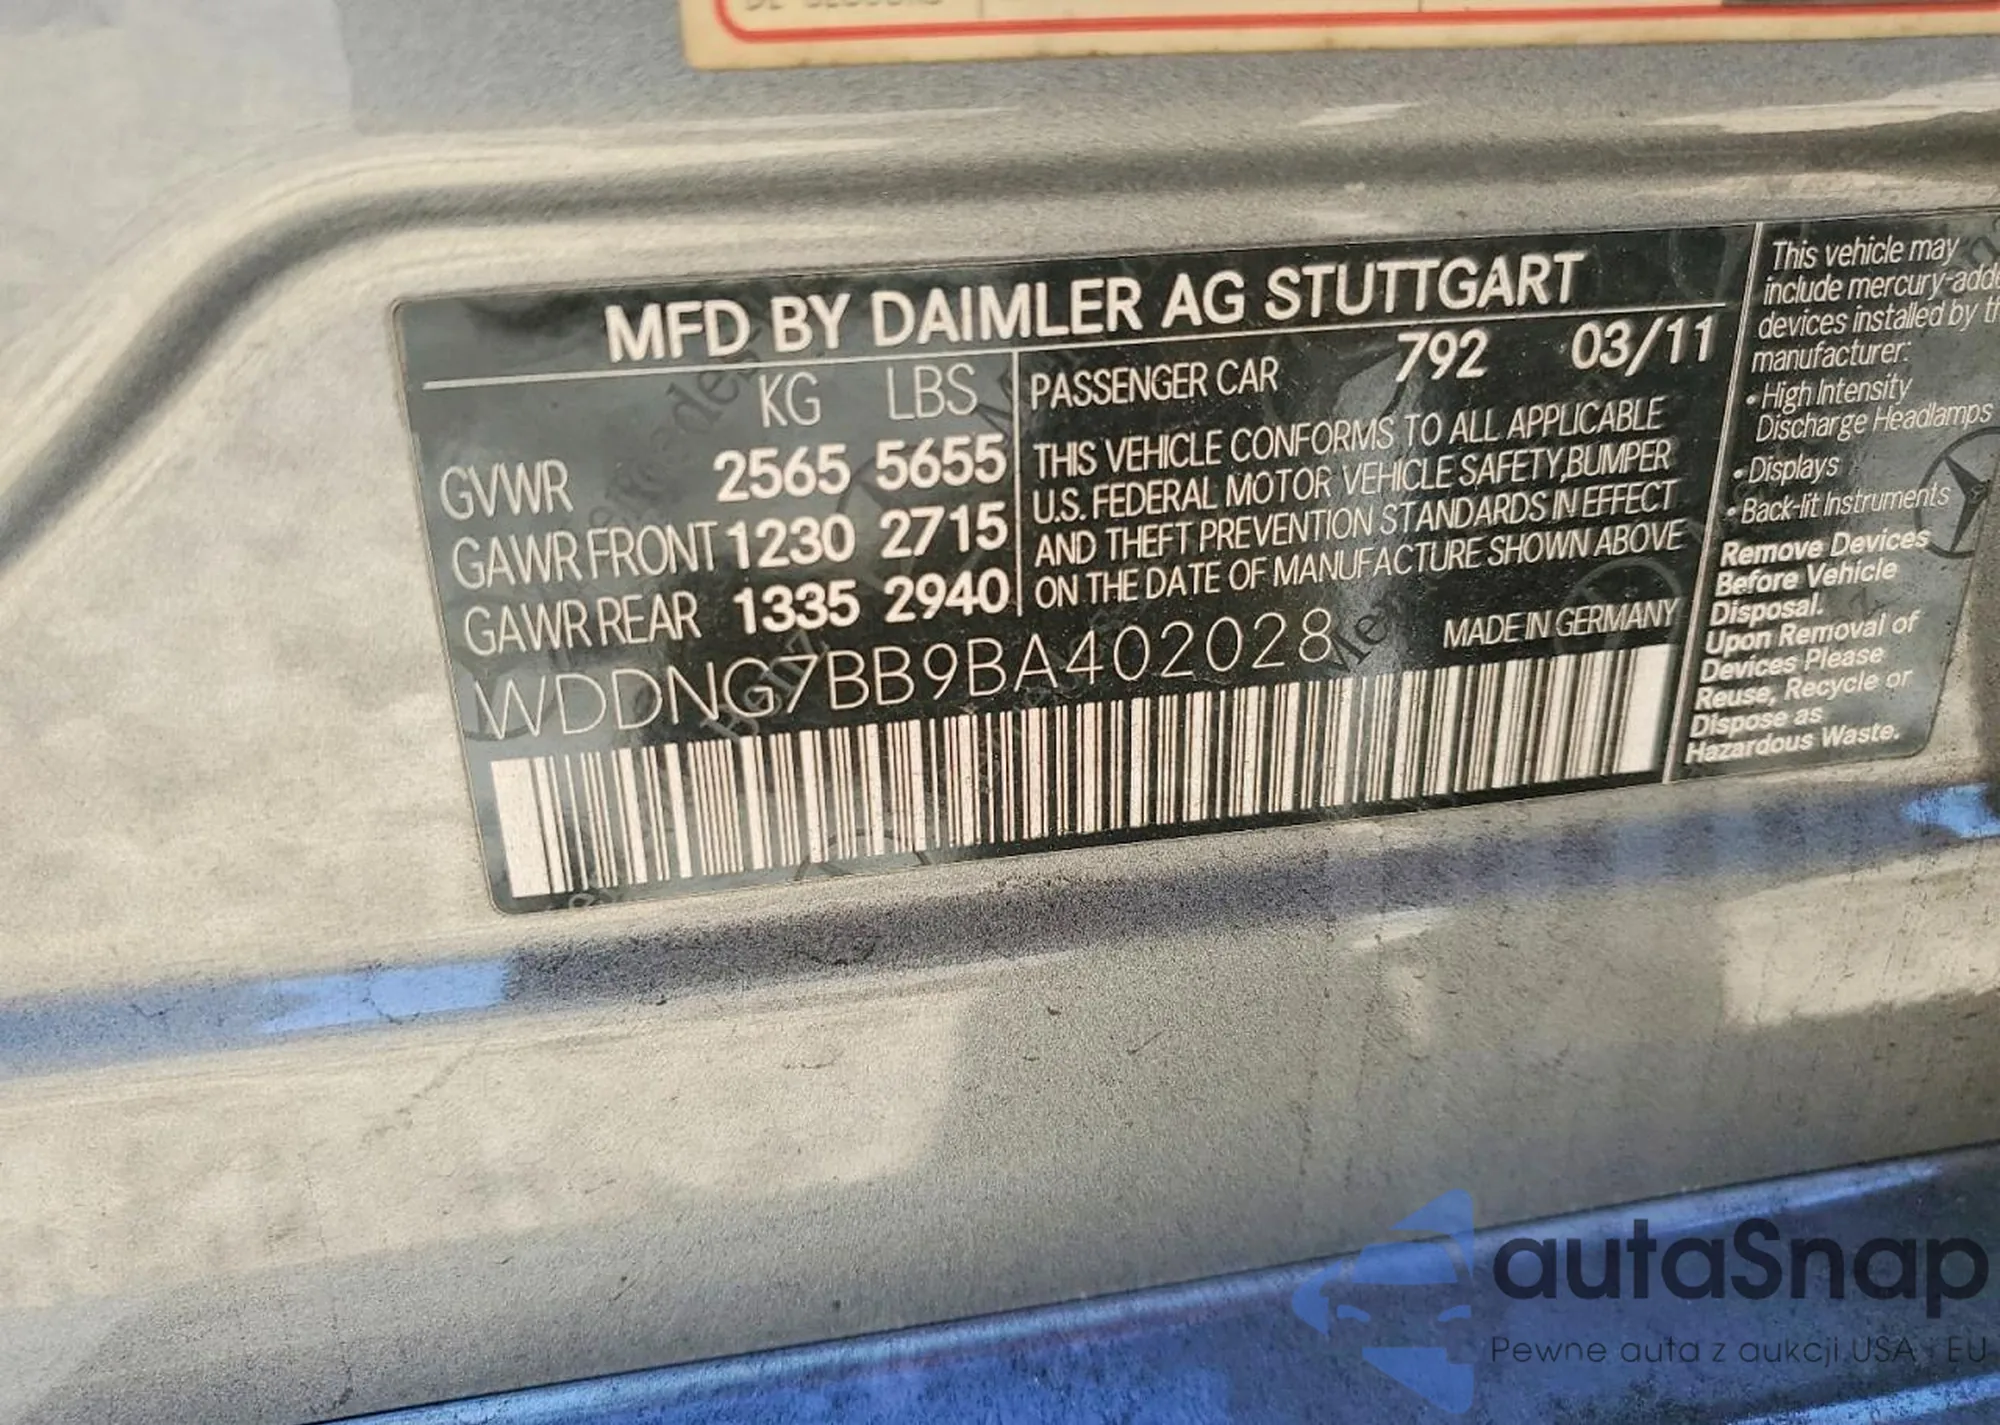 MFD BY DAIMLER AG STUTTGART
KG LBS
GVWR 2565 5655
GAWR FRONT 1230 2715
GAWR REAR 1335 2940
PASSENGER CAR 792 03/11
THIS VEHICLE CONFORMS TO ALL APPLICABLE
U.S. FEDERAL MOTOR VEHICLE SAFETY, BUMPER
AND THEFT PREVENTION STANDARDS IN EFFECT
ON THE DATE OF MANUFACTURE SHOWN ABOVE
WDDNG7BB9BA402028
MADE IN GERMANY
This vehicle may
include mercury-adde
devices installed by th
manufacturer:
• High Intensity
Discharge Headlamps
• Displays
• Back-lit Instruments
Remove Devices
Before Vehicle
Disposal.
Upon Removal of
Devices Please
Reuse, Recycle or
Dispose as
Hazardous Waste.
autaSnap
Pewne auta z aukcji USA i EU